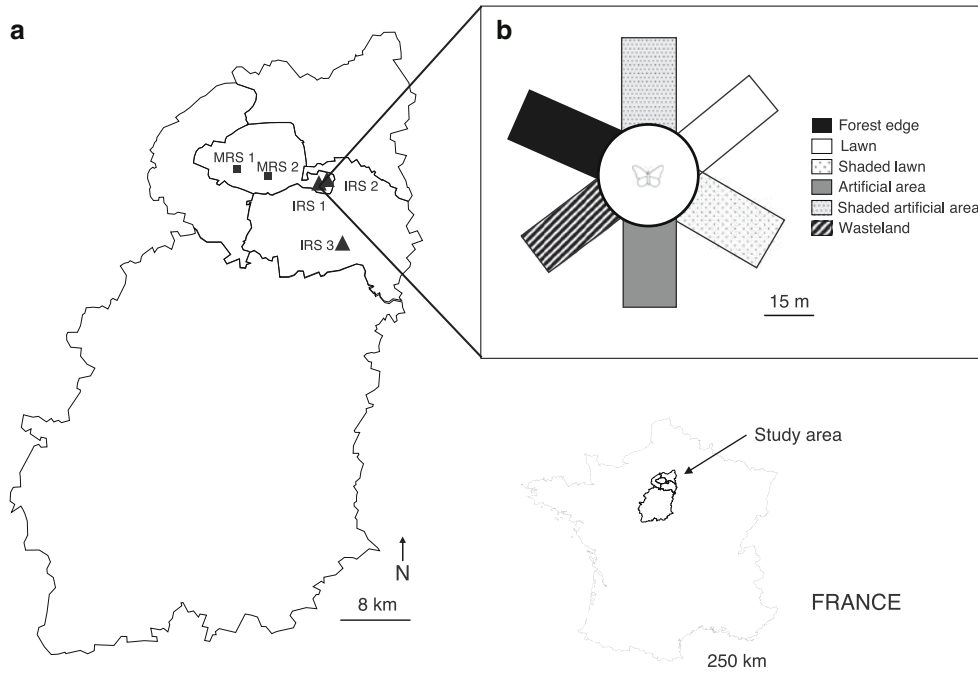 a
MRS 1
MRS 2
IRS 2
IRS 1
IRS 3
N
8 km
b
Forest edge
Lawn
Shaded lawn
Artificial area
Shaded artificial area
Wasteland
15 m
Study area
FRANCE
250 km